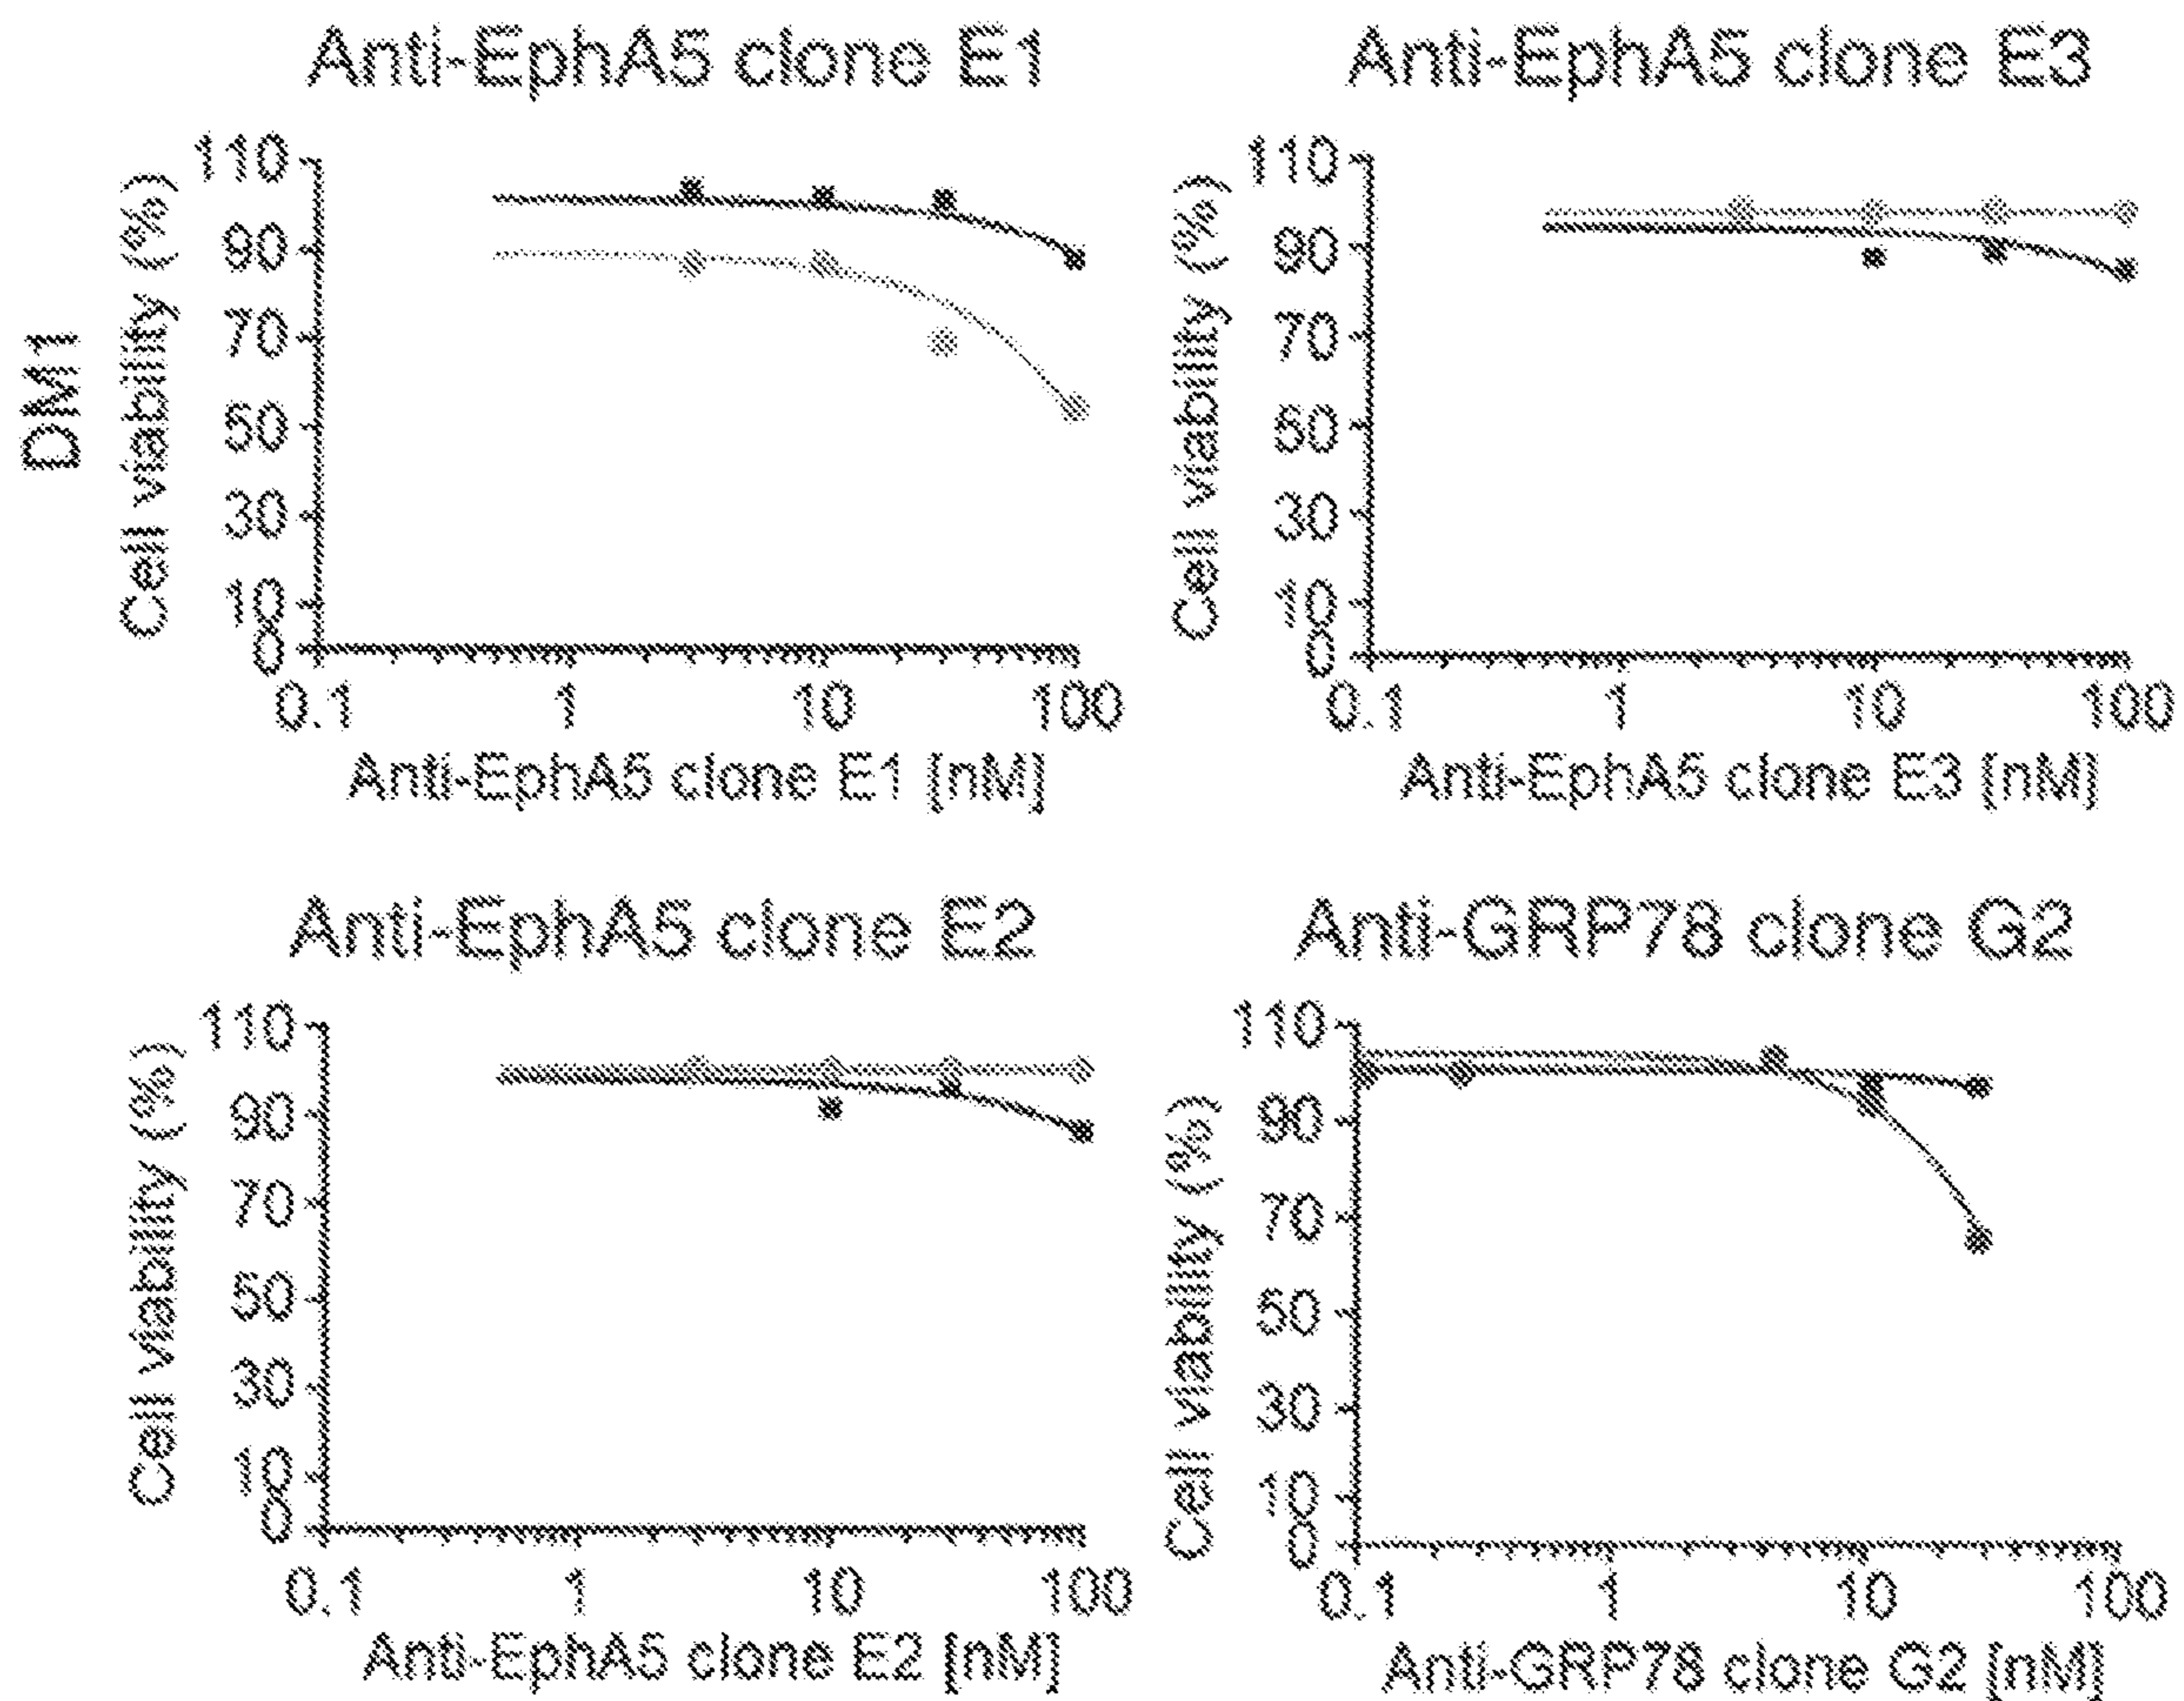 Anti-EphA5 clone E1
DM1
Cell viability (%)
110
90
70
50
30
10
0
0.1 1 10 100
Anti-EphA5 clone E1 [nM]
Anti-EphA5 clone E3
Cell viability (%)
110
90
70
50
30
10
0
0.1 1 10 100
Anti-EphA5 clone E3 [nM]
Anti-EphA5 clone E2
Cell viability (%)
110
90
70
50
30
10
0
0.1 1 10 100
Anti-EphA5 clone E2 [nM]
Anti-GRP78 clone G2
Cell viability (%)
110
90
70
50
30
10
0
0.1 1 10 100
Anti-GRP78 clone G2 [nM]